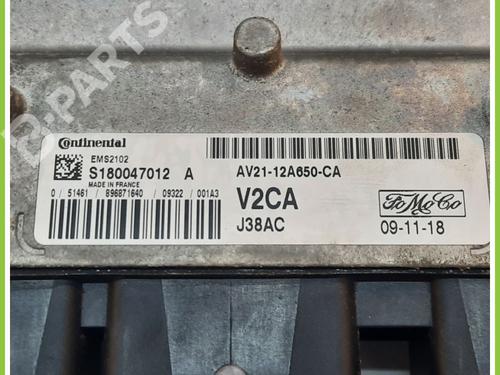 Continental
EMS2102
S180047012 A
MADE IN FRANCE
0 / 51461 / 896871640 / 09322 / 001A3
AV21-12A650-CA
V2CA
J38AC
FoMoCo
09-11-18
B-PARTS